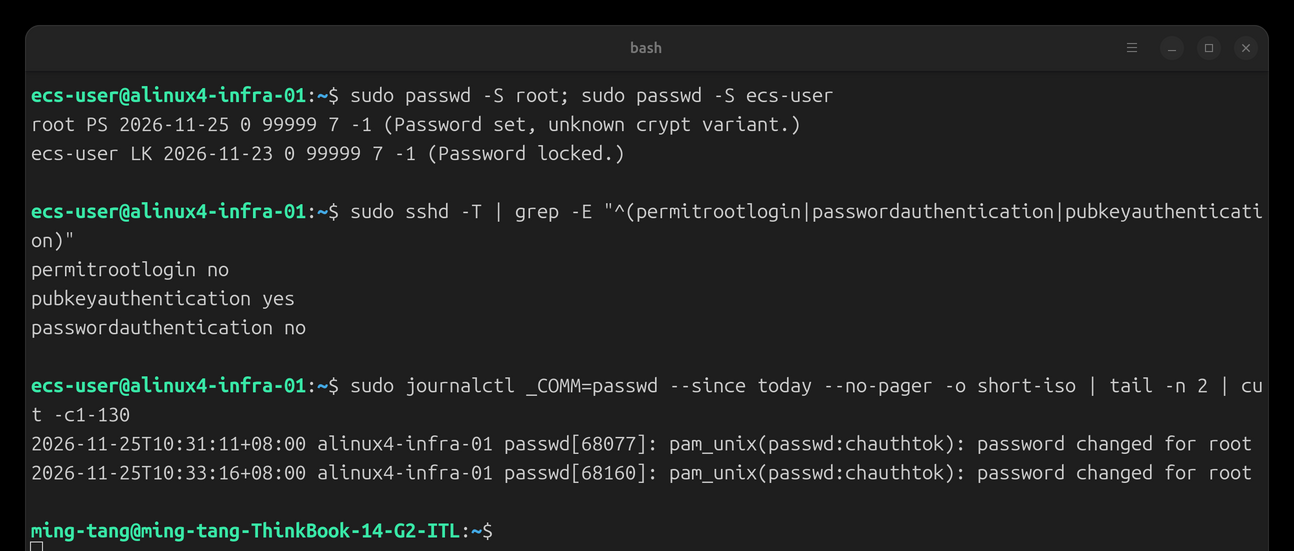 bash
ecs-user@alinux4-infra-01:~$ sudo passwd -S root; sudo passwd -S ecs-user
root PS 2026-11-25 0 99999 7 -1 (Password set, unknown crypt variant.)
ecs-user LK 2026-11-23 0 99999 7 -1 (Password locked.)
ecs-user@alinux4-infra-01:~$ sudo sshd -T | grep -E "^(permitrootlogin|passwordauthentication|pubkeyauthenticati
on)"
permitrootlogin no
pubkeyauthentication yes
passwordauthentication no
ecs-user@alinux4-infra-01:~$ sudo journalctl _COMM=passwd --since today --no-pager -o short-iso | tail -n 2 | cu
t -c1-130
2026-11-25T10:31:11+08:00 alinux4-infra-01 passwd[68077]: pam_unix(passwd:chauthtok): password changed for root
2026-11-25T10:33:16+08:00 alinux4-infra-01 passwd[68160]: pam_unix(passwd:chauthtok): password changed for root
ming-tang@ming-tang-ThinkBook-14-G2-ITL:~$